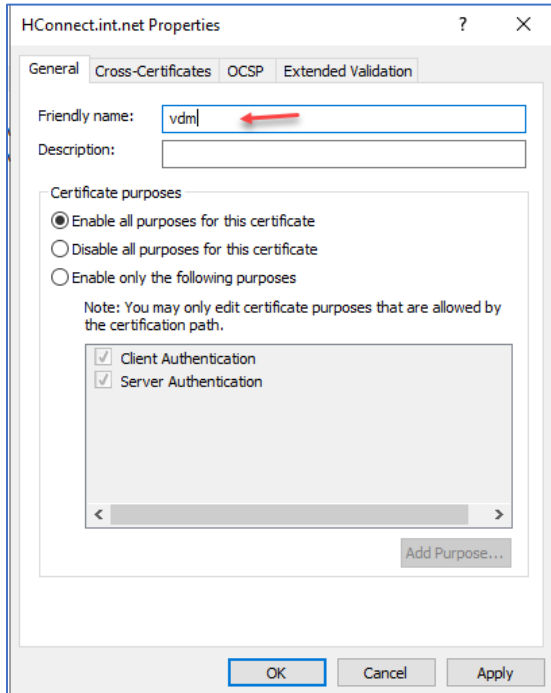 HConnect.int.net Properties
General Cross-Certificates OCSP Extended Validation
Friendly name: vdm
Description:
Certificate purposes
Enable all purposes for this certificate
Disable all purposes for this certificate
Enable only the following purposes
Note: You may only edit certificate purposes that are allowed by
the certification path.
Client Authentication
Server Authentication
Add Purpose...
OK Cancel Apply